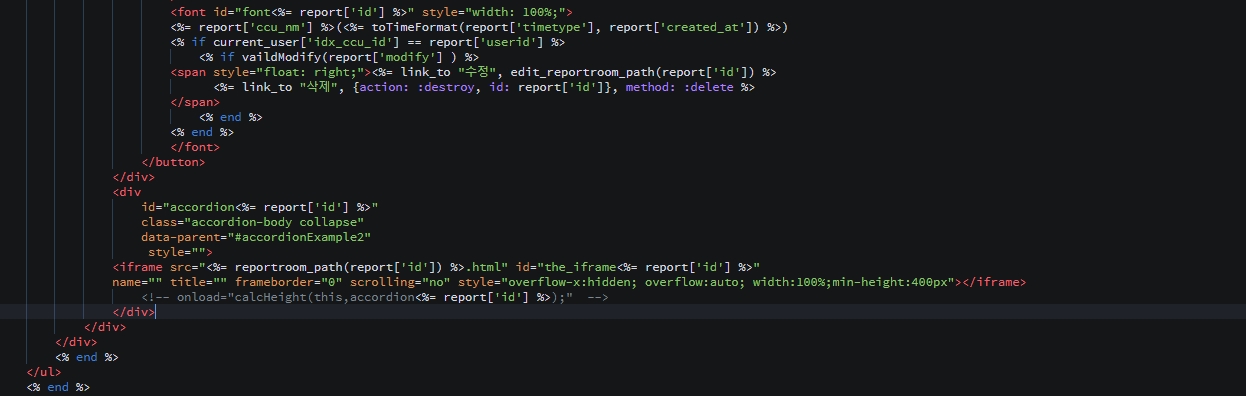 <font id="font<%= report['id'] %>" style="width: 100%;">
<%= report['ccu_nm'] %>(<%= toTimeFormat(report['timetype'], report['created_at']) %>)
<% if current_user['idx_ccu_id'] == report['userid'] %>
<% if vaildModify(report['modify'] ) %>
<span style="float: right;"><%= link_to "수정", edit_reportroom_path(report['id']) %>
<%= link_to "삭제", {action: :destroy, id: report['id']}, method: :delete %>
</span>
<% end %>
<% end %>
</font>
</button>
</div>
<div
id="accordion<%= report['id'] %>"
class="accordion-body collapse"
data-parent="#accordionExample2"
style="">
<iframe src="<%= reportroom_path(report['id']) %>.html" id="the_iframe<%= report['id'] %>"
name="" title="" frameborder="0" scrolling="no" style="overflow-x:hidden; overflow:auto; width:100%;min-height:400px"></iframe>
<!-- onload="calcHeight(this,accordion<%= report['id'] %>);"  -->
</div>
</div>
</div>
<% end %>
</ul>
<% end %>